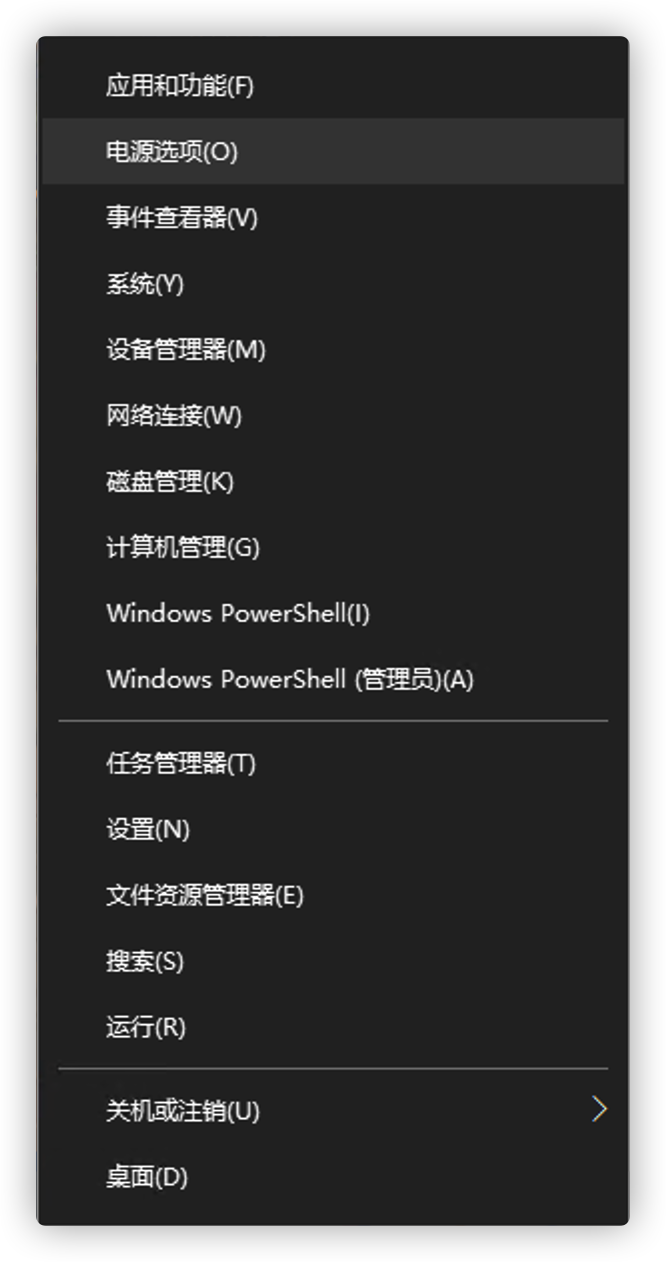 应用和功能(F)
电源选项(O)
事件查看器(V)
系统(Y)
设备管理器(M)
网络连接(W)
磁盘管理(K)
计算机管理(G)
Windows PowerShell(I)
Windows PowerShell (管理员)(A)
任务管理器(T)
设置(N)
文件资源管理器(E)
搜索(S)
运行(R)
关机或注销(U)
桌面(D)